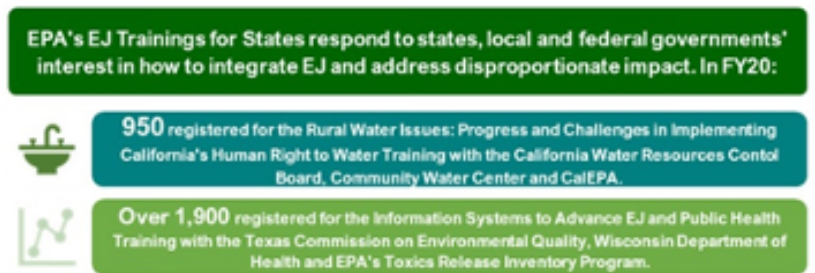 EPA's EJ Trainings for States respond to states, local and federal governments'
interest in how to integrate EJ and address disproportionate impact. In FY20:
950 registered for the Rural Water Issues: Progress and Challenges in Implementing
California's Human Right to Water Training with the California Water Resources Contol
Board, Community Water Center and CalEPA.
Over 1,900 registered for the Information Systems to Advance EJ and Public Health
Training with the Texas Commission on Environmental Quality, Wisconsin Department of
Health and EPA's Toxics Release Inventory Program.